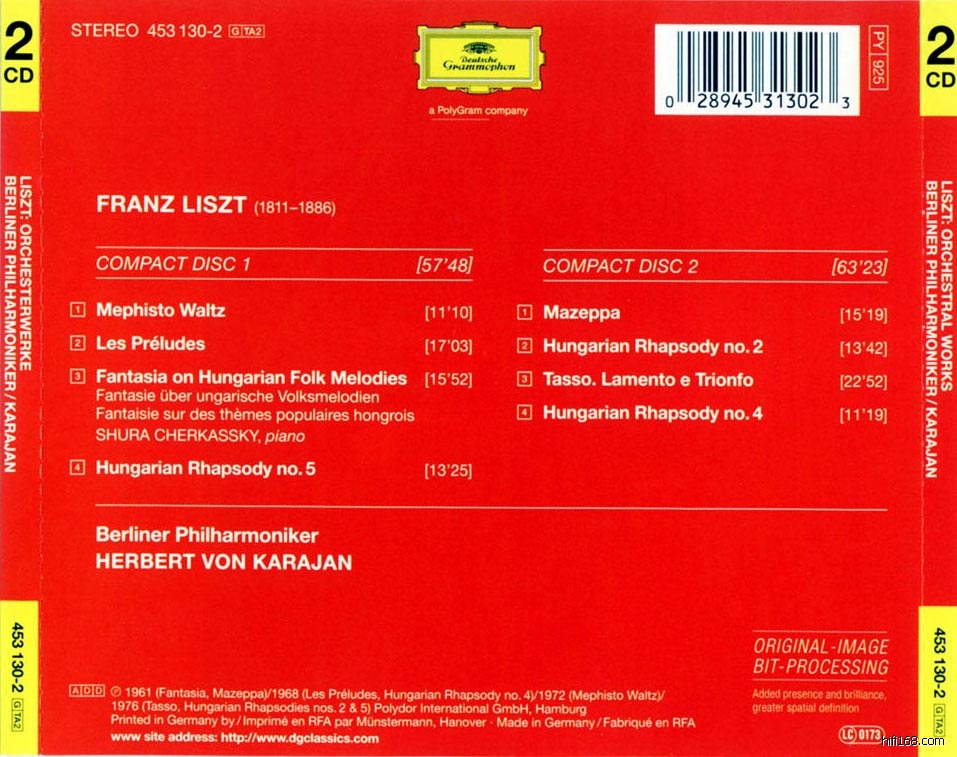 2
CD
LISZT: ORCHESTERWERKE
BERLINER PHILHARMONIKER / KARAJAN
453 130-2 G TA2
STEREO 453 130-2 G TA2
Deutsche
Grammophon
a PolyGram company
0 28945 31302 3
PY 925
FRANZ LISZT (1811–1886)
COMPACT DISC 1 [57'48]
1 Mephisto Waltz [11'10]
2 Les Préludes [17'03]
3 Fantasia on Hungarian Folk Melodies [15'52]
Fantasie über ungarische Volksmelodien
Fantaisie sur des thèmes populaires hongrois
SHURA CHERKASSKY, piano
4 Hungarian Rhapsody no. 5 [13'25]
COMPACT DISC 2 [63'23]
1 Mazeppa [15'19]
2 Hungarian Rhapsody no. 2 [13'42]
3 Tasso. Lamento e Trionfo [22'52]
4 Hungarian Rhapsody no. 4 [11'19]
Berliner Philharmoniker
HERBERT VON KARAJAN
ORIGINAL-IMAGE
BIT-PROCESSING
Added presence and brilliance,
greater spatial definition
ADD ℗ 1961 (Fantasia, Mazeppa)/1968 (Les Préludes, Hungarian Rhapsody no. 4)/1972 (Mephisto Waltz)/
1976 (Tasso, Hungarian Rhapsodies nos. 2 & 5) Polydor International GmbH, Hamburg
Printed in Germany by / Imprimé en RFA par Münstermann, Hanover · Made in Germany / Fabriqué en RFA
www site address: http://www.dgclassics.com
LC 0173
hifi168.com
2
CD
LISZT: ORCHESTRAL WORKS
BERLINER PHILHARMONIKER / KARAJAN
453 130-2 G TA2